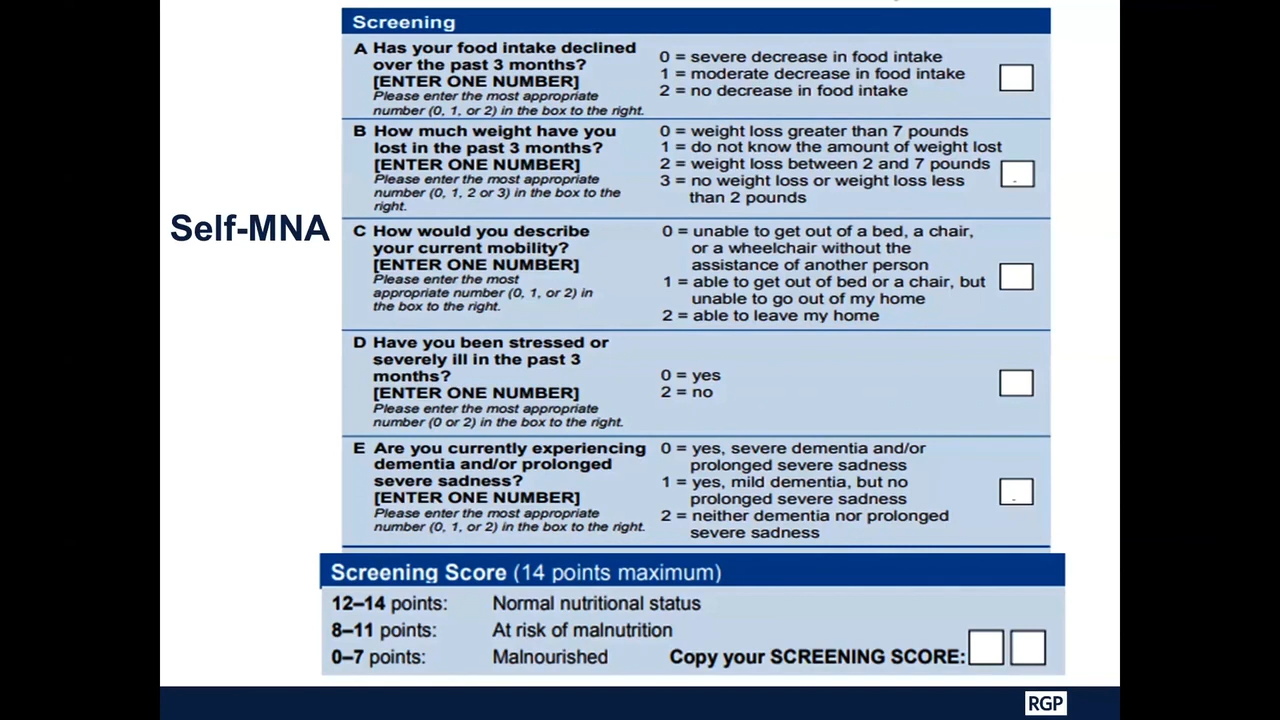 Screening
A Has your food intake declined
over the past 3 months?
[ENTER ONE NUMBER]
Please enter the most appropriate
number (0, 1, or 2) in the box to the right.
0 = severe decrease in food intake
1 = moderate decrease in food intake
2 = no decrease in food intake
B How much weight have you
lost in the past 3 months?
[ENTER ONE NUMBER]
Please enter the most appropriate
number (0, 1, 2 or 3) in the box to the
right.
0 = weight loss greater than 7 pounds
1 = do not know the amount of weight lost
2 = weight loss between 2 and 7 pounds
3 = no weight loss or weight loss less
than 2 pounds
Self-MNA
C How would you describe
your current mobility?
[ENTER ONE NUMBER]
Please enter the most
appropriate number (0, 1, or 2) in
the box to the right.
0 = unable to get out of a bed, a chair,
or a wheelchair without the
assistance of another person
1 = able to get out of bed or a chair, but
unable to go out of my home
2 = able to leave my home
D Have you been stressed or
severely ill in the past 3
months?
[ENTER ONE NUMBER]
Please enter the most appropriate
number (0 or 2) in the box to the right.
0 = yes
2 = no
E Are you currently experiencing
dementia and/or prolonged
severe sadness?
[ENTER ONE NUMBER]
Please enter the most appropriate
number (0, 1, or 2) in the box to the right.
0 = yes, severe dementia and/or
prolonged severe sadness
1 = yes, mild dementia, but no
prolonged severe sadness
2 = neither dementia nor prolonged
severe sadness
Screening Score (14 points maximum)
12–14 points: Normal nutritional status
8–11 points: At risk of malnutrition
0–7 points: Malnourished Copy your SCREENING SCORE:
RGP